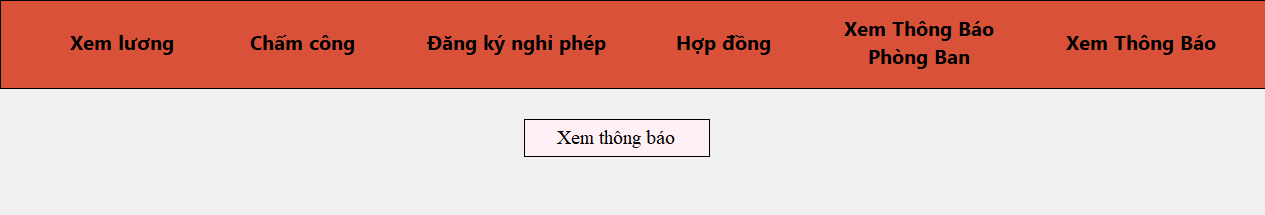 Xem lương
Chấm công
Đăng ký nghỉ phép
Hợp đồng
Xem Thông Báo
Phòng Ban
Xem Thông Báo
Xem thông báo